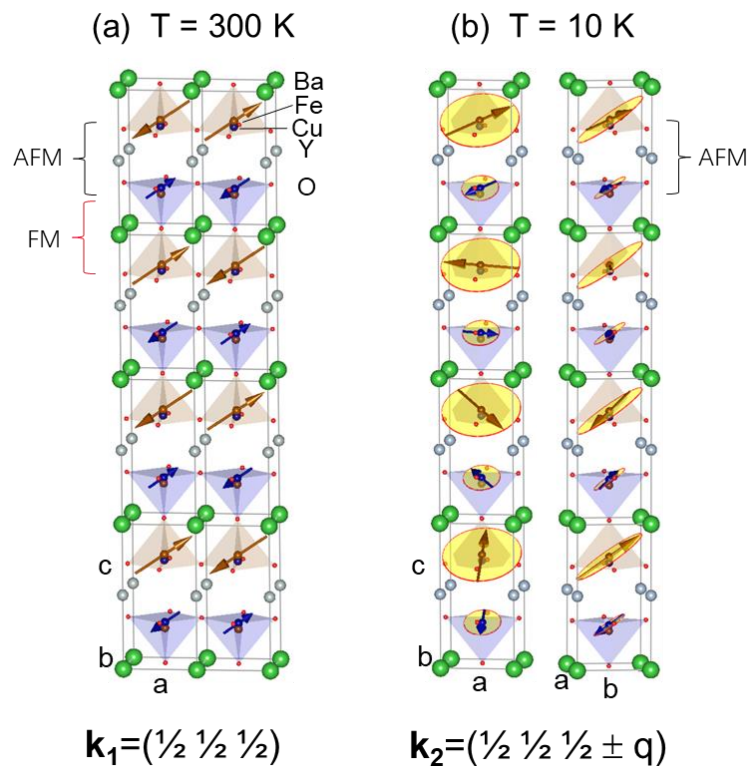 (a) T = 300 K
(b) T = 10 K
Ba
Fe
Cu
Y
O
AFM
FM
AFM
c
b
a
c
b
a
a
b
k₁=(½ ½ ½)
k₂=(½ ½ ½ ± q)